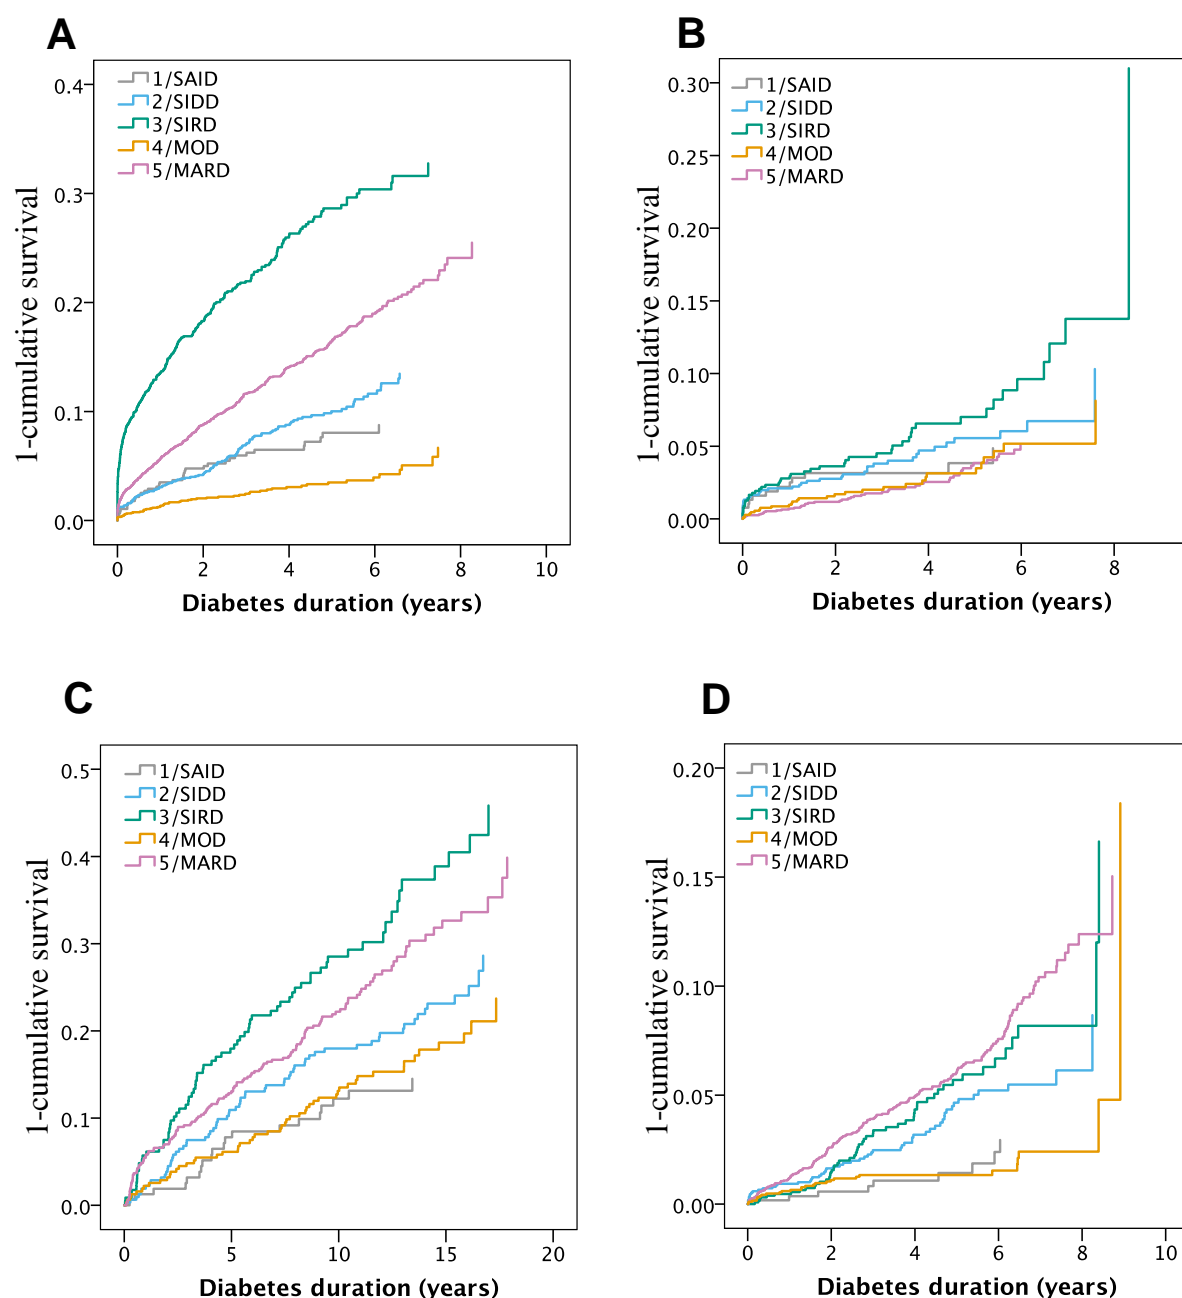 A
0.4
0.3
0.2
0.1
0.0
1-cumulative survival
1/SAID
2/SIDD
3/SIRD
4/MOD
5/MARD
0 2 4 6 8 10
Diabetes duration (years)
B
0.30
0.25
0.20
0.15
0.10
0.05
0.00
1-cumulative survival
1/SAID
2/SIDD
3/SIRD
4/MOD
5/MARD
0 2 4 6 8
Diabetes duration (years)
C
0.5
0.4
0.3
0.2
0.1
0.0
1-cumulative survival
1/SAID
2/SIDD
3/SIRD
4/MOD
5/MARD
0 5 10 15 20
Diabetes duration (years)
D
0.20
0.15
0.10
0.05
0.00
1-cumulative survival
1/SAID
2/SIDD
3/SIRD
4/MOD
5/MARD
0 2 4 6 8 10
Diabetes duration (years)